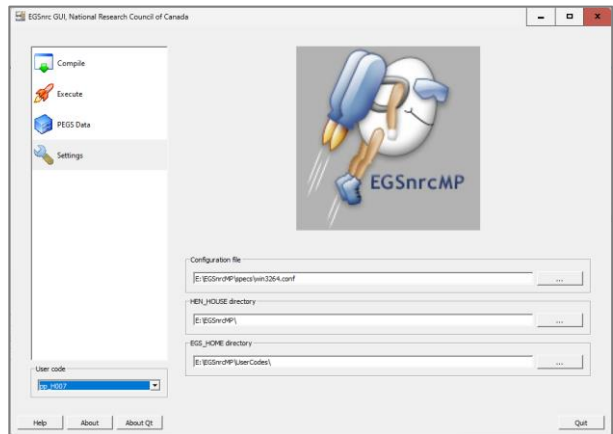 EGSnrc GUI, National Research Council of Canada
Compile
Execute
PEGS Data
Settings
EGSnrcMP
Configuration file
E:\EGSnrcMP\specs\win3264.conf
...
HEN_HOUSE directory
E:\EGSnrcMP\
...
EGS_HOME directory
E:\EGSnrcMP\UserCodes\
...
User code
pp_H007
Help
About
About Qt
Quit